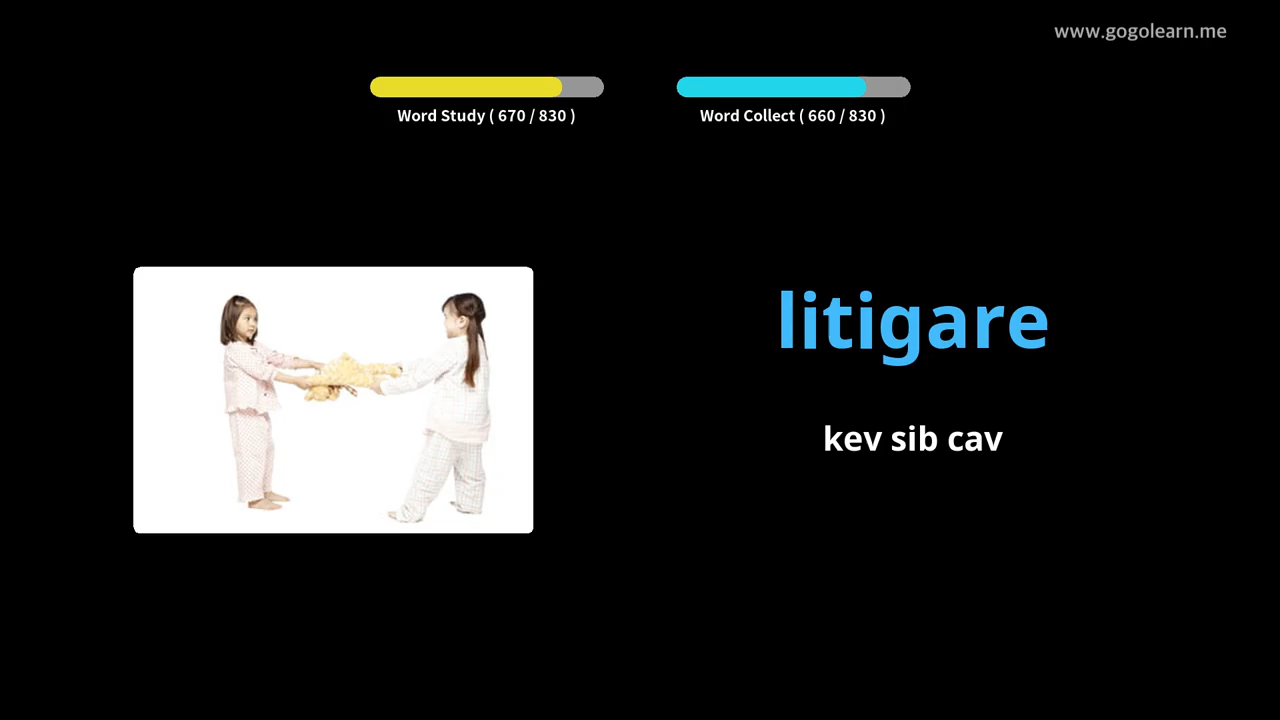 www.gogolearn.me
Word Study ( 670 / 830 )
Word Collect ( 660 / 830 )
litigare
kev sib cav